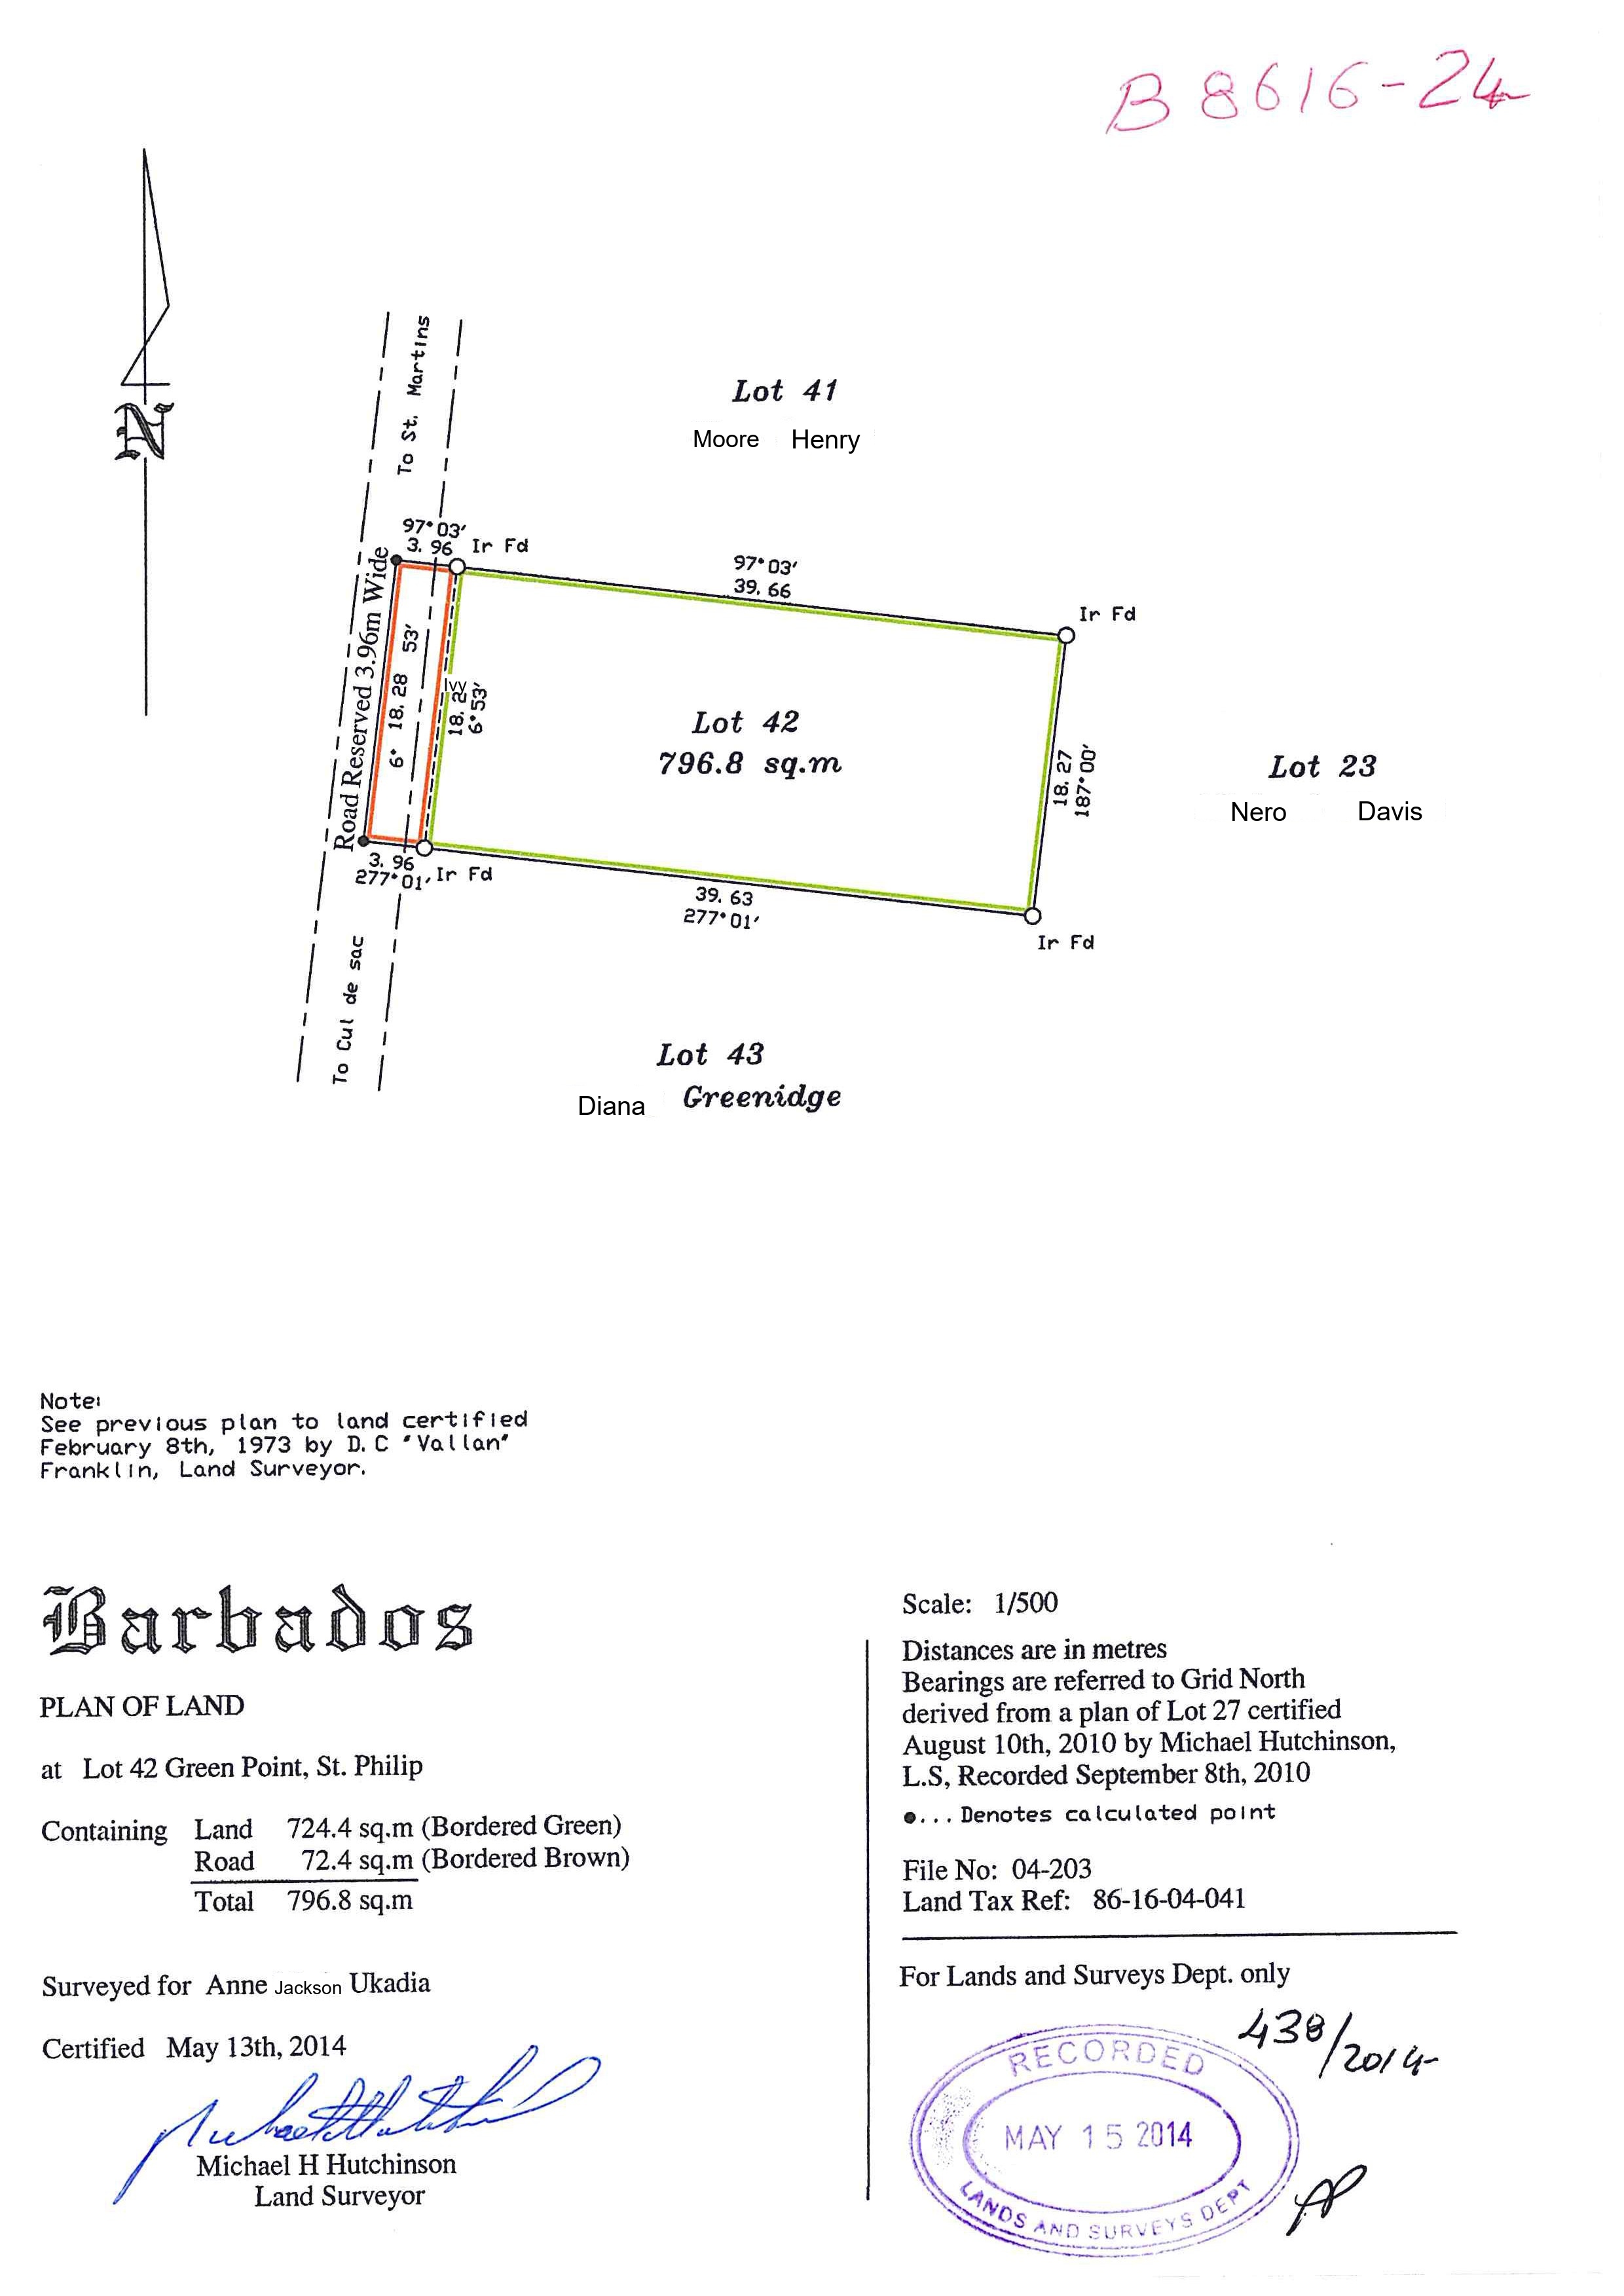 B 8616-24
N
To St. Martins
Lot 41
Moore Henry
97°03′
3.96
Ir Fd
97°03′
39.66
Ir Fd
Road Reserved 3.96m Wide
6° 18.28 53′
Ivy
6°53′
Lot 42
796.8 sq.m
18.27
187°00′
Lot 23
Nero Davis
3.96
277°01′
Ir Fd
39.63
277°01′
Ir Fd
To Cul de sac
Lot 43
Diana Greenidge
Note:
See previous plan to land certified
February 8th, 1973 by D.C "Vallan"
Franklin, Land Surveyor.
Barbados
PLAN OF LAND
at Lot 42 Green Point, St. Philip
Containing Land 724.4 sq.m (Bordered Green)
Road 72.4 sq.m (Bordered Brown)
Total 796.8 sq.m
Surveyed for Anne Jackson Ukadia
Certified May 13th, 2014
Michael H Hutchinson
Land Surveyor
Scale: 1/500
Distances are in metres
Bearings are referred to Grid North
derived from a plan of Lot 27 certified
August 10th, 2010 by Michael Hutchinson,
L.S, Recorded September 8th, 2010
●... Denotes calculated point
File No: 04-203
Land Tax Ref: 86-16-04-041
For Lands and Surveys Dept. only
438/2014
RECORDED
MAY 15 2014
LANDS AND SURVEYS DEPT